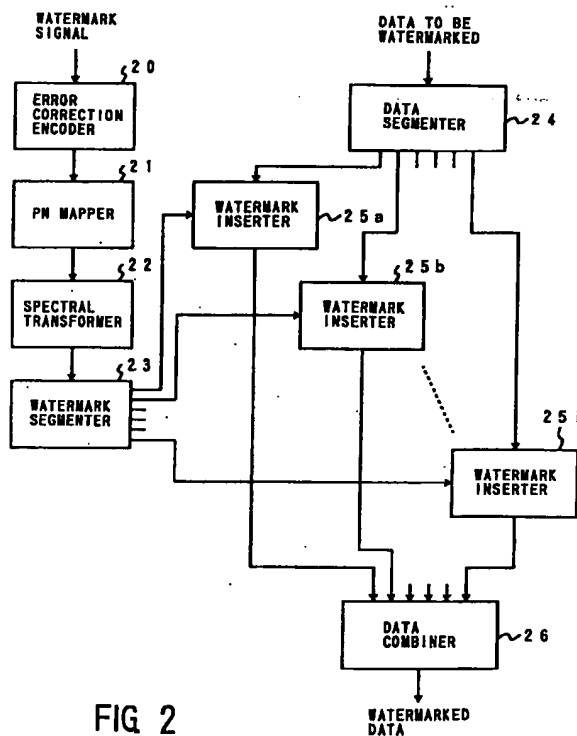 WATERMARK
SIGNAL
20
ERROR
CORRECTION
ENCODER
21
PN MAPPER
22
SPECTRAL
TRANSFORMER
23
WATERMARK
SEGMENTER
DATA TO BE
WATERMARKED
DATA
SEGMENTER
24
WATERMARK
INSERTER
25a
25b
WATERMARK
INSERTER
WATERMARK
INSERTER
DATA
COMBINER
26
WATERMARKED
DATA
FIG. 2